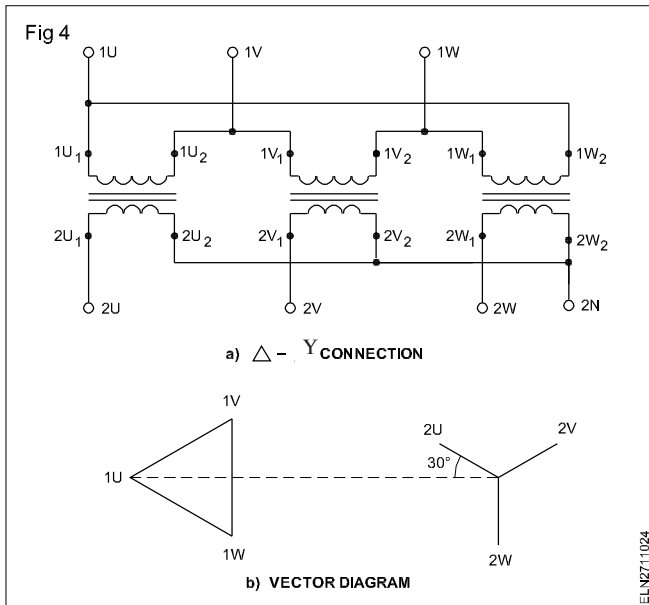 Fig 4
1U 1V 1W
1U1 1U2 1V1 1V2 1W1 1W2
2U1 2U2 2V1 2V2 2W1 2W2
2U 2V 2W 2N
a) △ – Y CONNECTION
1V
2U 2V
30°
1U
1W
2W
b) VECTOR DIAGRAM
ELN2711024